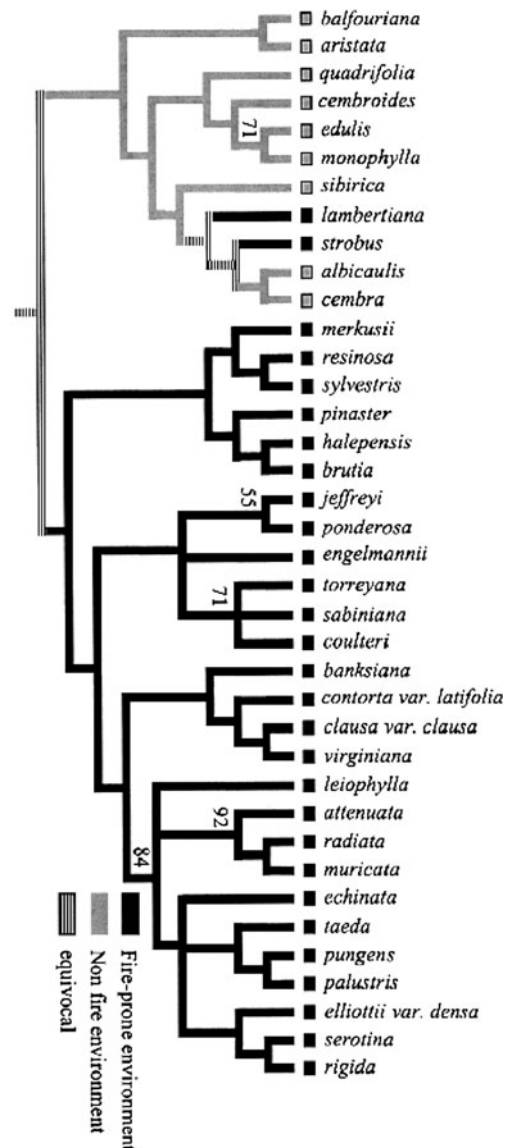 balfouriana
aristata
quadrifolia
cembroides
71
edulis
monophylla
sibirica
lambertiana
strobus
albicaulis
cembra
merkusii
resinosa
sylvestris
pinaster
halepensis
brutia
jeffreyi
55
ponderosa
engelmannii
torreyana
71
sabiniana
coulteri
banksiana
contorta var. latifolia
clausa var. clausa
virginiana
leiophylla
attenuata
92
radiata
muricata
84
echinata
taeda
pungens
palustris
elliottii var. densa
serotina
rigida
Fire-prone environment
Non fire environment
equivocal